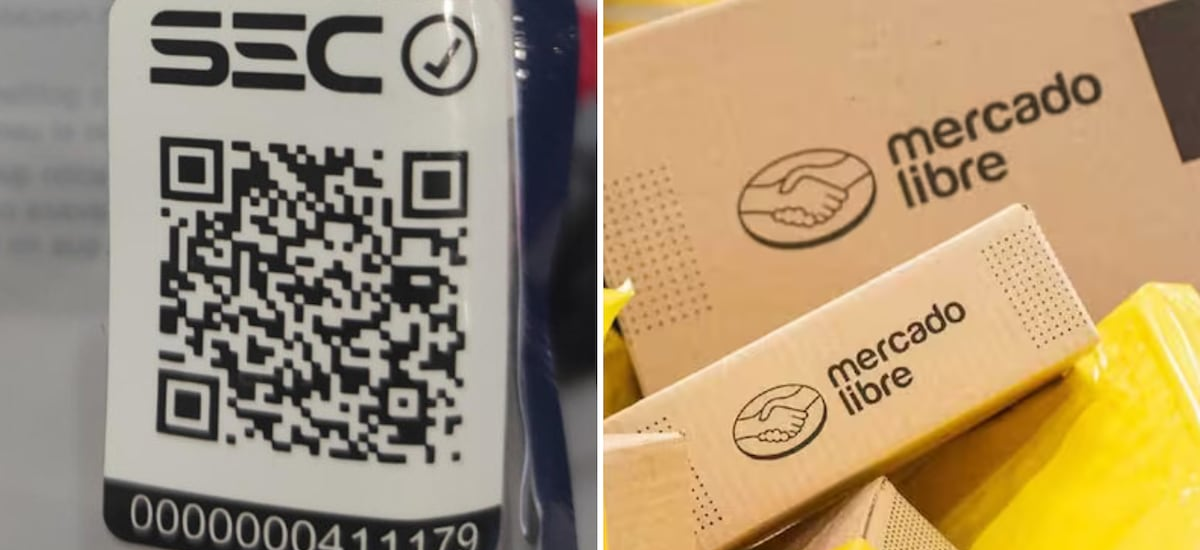 SEC
0000000411179
mercado
libre
mercado
libre